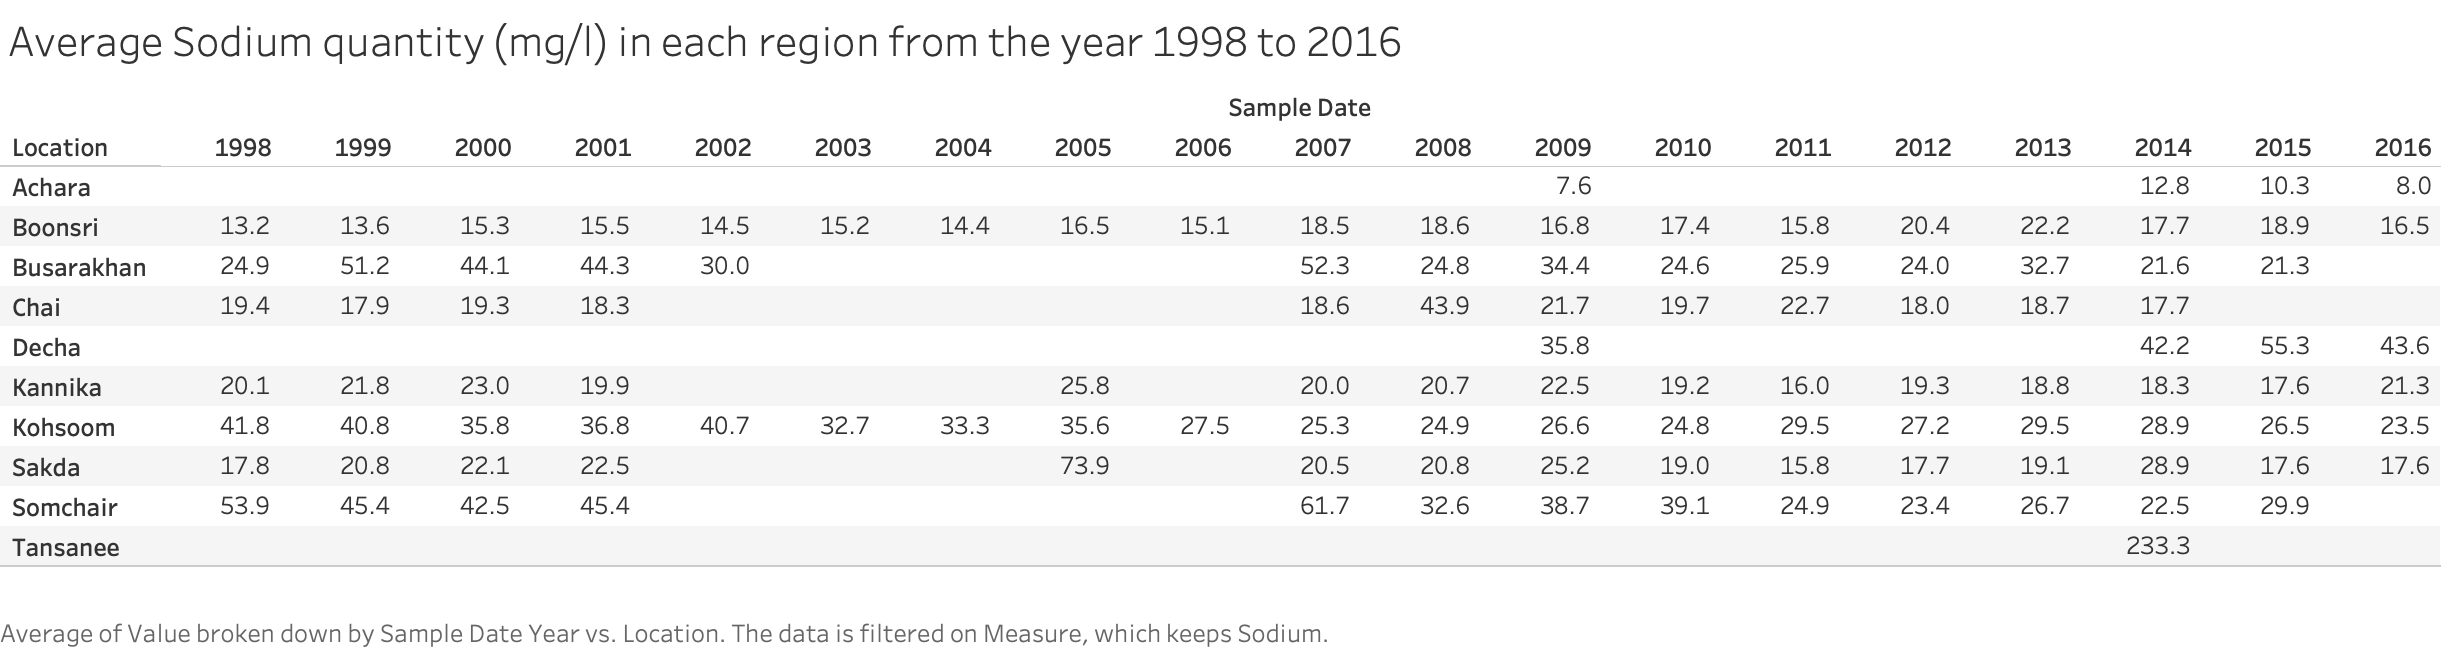 Average Sodium quantity (mg/l) in each region from the year 1998 to 2016
Sample Date
Location 1998 1999 2000 2001 2002 2003 2004 2005 2006 2007 2008 2009 2010 2011 2012 2013 2014 2015 2016
Achara 7.6 12.8 10.3 8.0
Boonsri 13.2 13.6 15.3 15.5 14.5 15.2 14.4 16.5 15.1 18.5 18.6 16.8 17.4 15.8 20.4 22.2 17.7 18.9 16.5
Busarakhan 24.9 51.2 44.1 44.3 30.0 52.3 24.8 34.4 24.6 25.9 24.0 32.7 21.6 21.3
Chai 19.4 17.9 19.3 18.3 18.6 43.9 21.7 19.7 22.7 18.0 18.7 17.7
Decha 35.8 42.2 55.3 43.6
Kannika 20.1 21.8 23.0 19.9 25.8 20.0 20.7 22.5 19.2 16.0 19.3 18.8 18.3 17.6 21.3
Kohsoom 41.8 40.8 35.8 36.8 40.7 32.7 33.3 35.6 27.5 25.3 24.9 26.6 24.8 29.5 27.2 29.5 28.9 26.5 23.5
Sakda 17.8 20.8 22.1 22.5 73.9 20.5 20.8 25.2 19.0 15.8 17.7 19.1 28.9 17.6 17.6
Somchair 53.9 45.4 42.5 45.4 61.7 32.6 38.7 39.1 24.9 23.4 26.7 22.5 29.9
Tansanee 233.3
Average of Value broken down by Sample Date Year vs. Location. The data is filtered on Measure, which keeps Sodium.